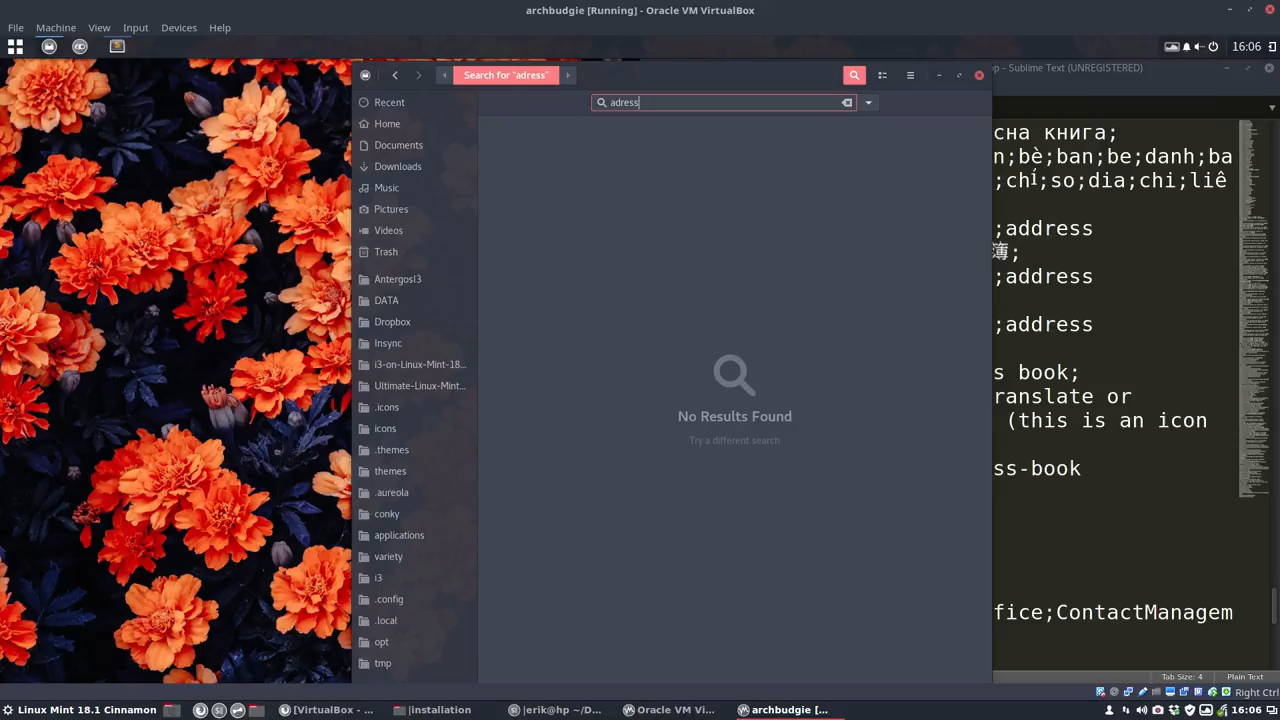 archbudgie [Running] - Oracle VM VirtualBox
File Machine View Input Devices Help
16:06
Search for "adress"
p - Sublime Text (UNREGISTERED)
adress
Recent
Home
Documents
Downloads
Music
Pictures
Videos
Trash
Antergosi3
DATA
Dropbox
Insync
i3-on-Linux-Mint-18...
Ultimate-Linux-Mint...
.icons
icons
.themes
themes
.aureola
conky
applications
variety
i3
.config
.local
opt
tmp
No Results Found
Try a different search
сна книга;
n;bè;ban;be;danh;ba
;chỉ;so;dia;chi;liê
;address
簿;
;address
;address
s book;
ranslate or
(this is an icon
ss-book
fice;ContactManagem
Tab Size: 4 Plain Text
Right Ctrl
Linux Mint 18.1 Cinnamon [VirtualBox - ... |installation |erik@hp ~/D... Oracle VM Vi... archbudgie [... 16:06